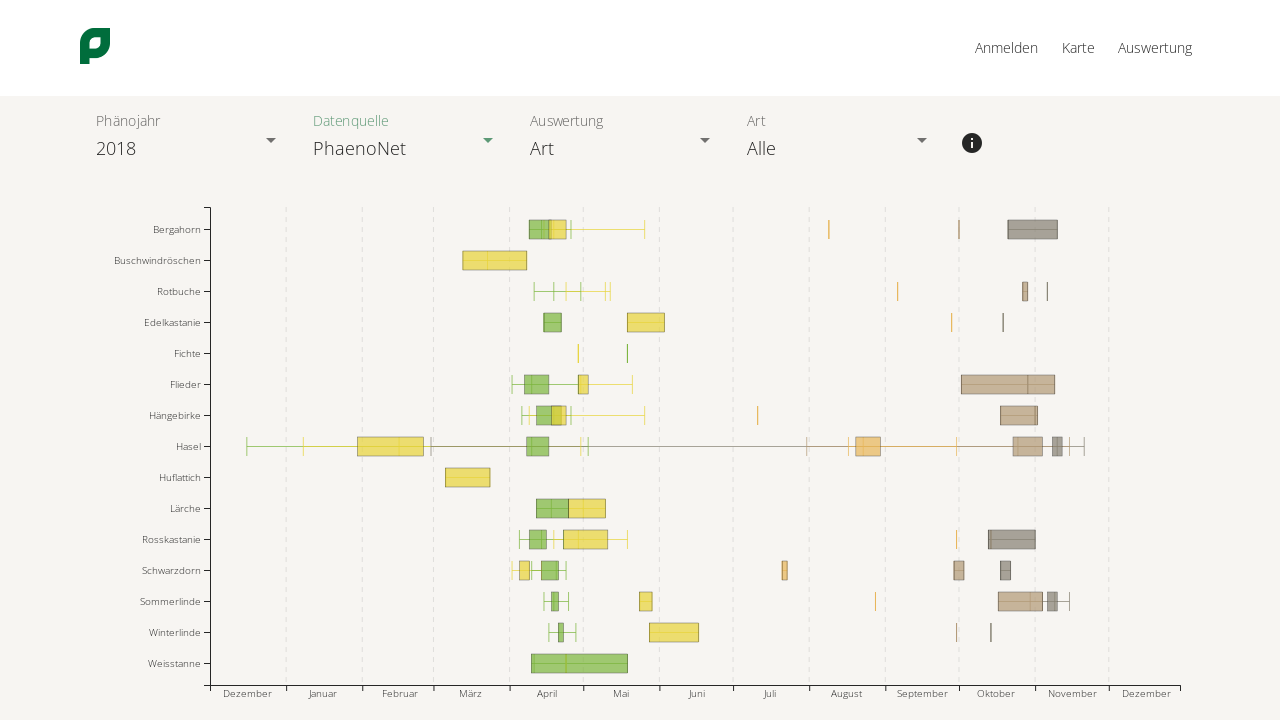 Anmelden Karte Auswertung
Phänojahr Datenquelle Auswertung Art
2018 PhaenoNet Art Alle
Bergahorn
Buschwindröschen
Rotbuche
Edelkastanie
Fichte
Flieder
Hängebirke
Hasel
Huflattich
Lärche
Rosskastanie
Schwarzdorn
Sommerlinde
Winterlinde
Weisstanne
Dezember Januar Februar März April Mai Juni Juli August September Oktober November Dezember